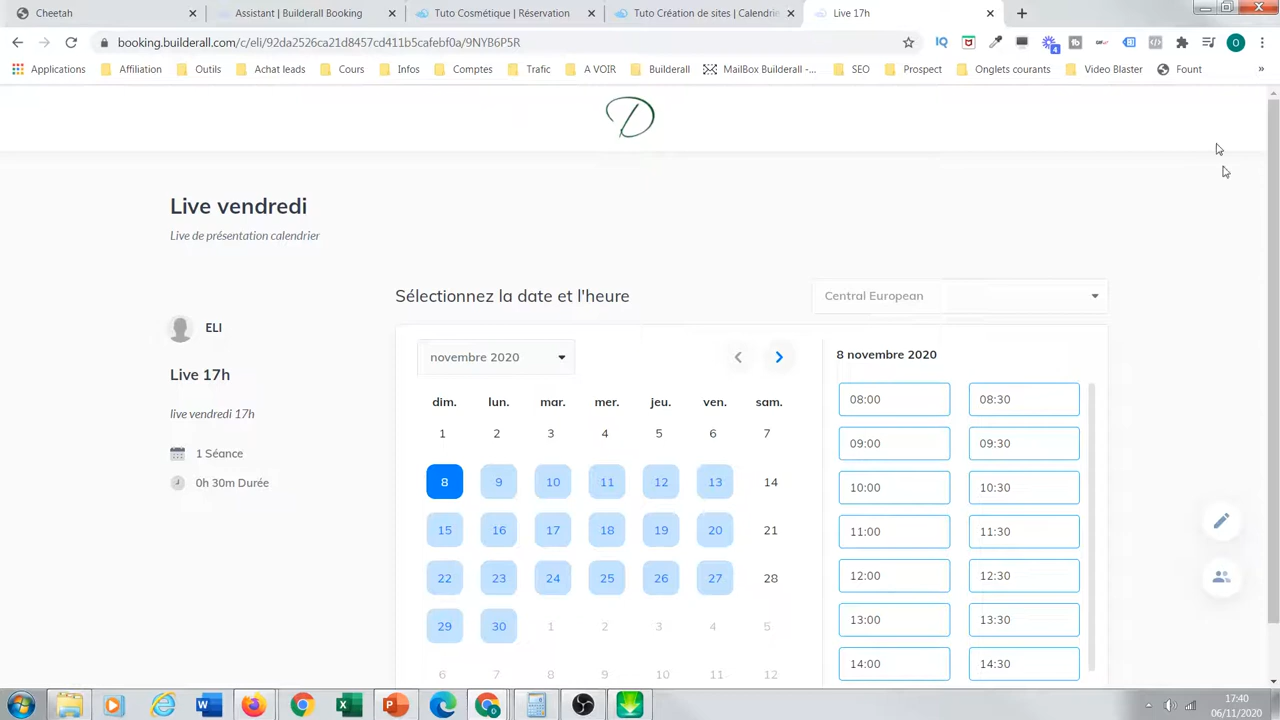 Cheetah
Assistant | Builderall Booking
Tuto Cosmétique | Rés
Tuto Création de sites | Calendrie
Live 17h
booking.builderall.com/c/eli/
Applications
Affiliation
Outils
Achat leads
Cours
Infos
Comptes
Trafic
A VOIR
Builderall
MailBox Builderall -...
SEO
Prospect
Onglets courants
Video Blaster
Fount
»
D
Live vendredi
Live de présentation calendrier
Sélectionnez la date et l'heure
Central European
ELI
Live 17h
live vendredi 17h
1 Séance
0h 30m Durée
novembre 2020
dim. lun. mar. mer. jeu. ven. sam.
1 2 3 4 5 6 7
8 9 10 11 12 13 14
15 16 17 18 19 20 21
22 23 24 25 26 27 28
29 30 1 2 3 4 5
6 7 8 9 10 11 12
8 novembre 2020
08:00 08:30
09:00 09:30
10:00 10:30
11:00 11:30
12:00 12:30
13:00 13:30
14:00 14:30
17:40
06/11/2020